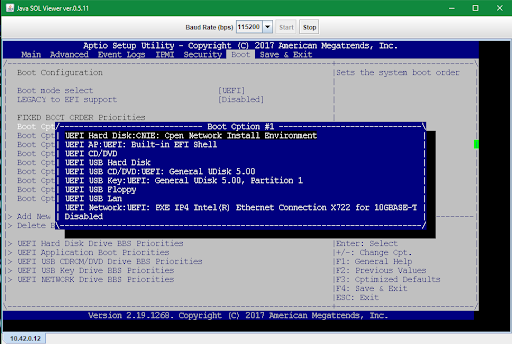 Java SOL Viewer ver.0.5.11
Baud Rate (bps) 115200 Start Stop
Aptio Setup Utility - Copyright (C) 2017 American Megatrends, Inc.
Main Advanced Event Logs IPMI Security Boot Save & Exit
Boot Configuration
Sets the system boot order
Boot mode select [UEFI]
LEGACY to EFI support [Disabled]
FIXED BOOT ORDER Priorities
Boot Opt
Boot Option #1
UEFI Hard Disk:CNIE: Open Network Install Environment
UEFI AP:UEFI: Built-in EFI Shell
UEFI CD/DVD
UEFI USB Hard Disk
UEFI USB CD/DVD:UEFI: General UDisk 5.00
UEFI USB Key:UEFI: General UDisk 5.00, Partition 1
UEFI USB Floppy
UEFI USB Lan
UEFI Network:UEFI: PXE IP4 Intel(R) Ethernet Connection X722 for 10GBASE-T
Disabled
Boot Opt
Boot Opt
Boot Opt
Boot Opt
Boot Opt
Boot Opt
Boot Opt
> Add New
> Delete B
> UEFI Hard Disk Drive BBS Priorities
> UEFI Application Boot Priorities
> UEFI USB CDROM/DVD Drive BBS Priorities
> UEFI USB Key Drive BBS Priorities
> UEFI NETWORK Drive BBS Priorities
Enter: Select
+/-: Change Opt.
F1: General Help
F2: Previous Values
F3: Optimized Defaults
F4: Save & Exit
ESC: Exit
Version 2.19.1268. Copyright (C) 2017 American Megatrends, Inc.
10.42.0.12